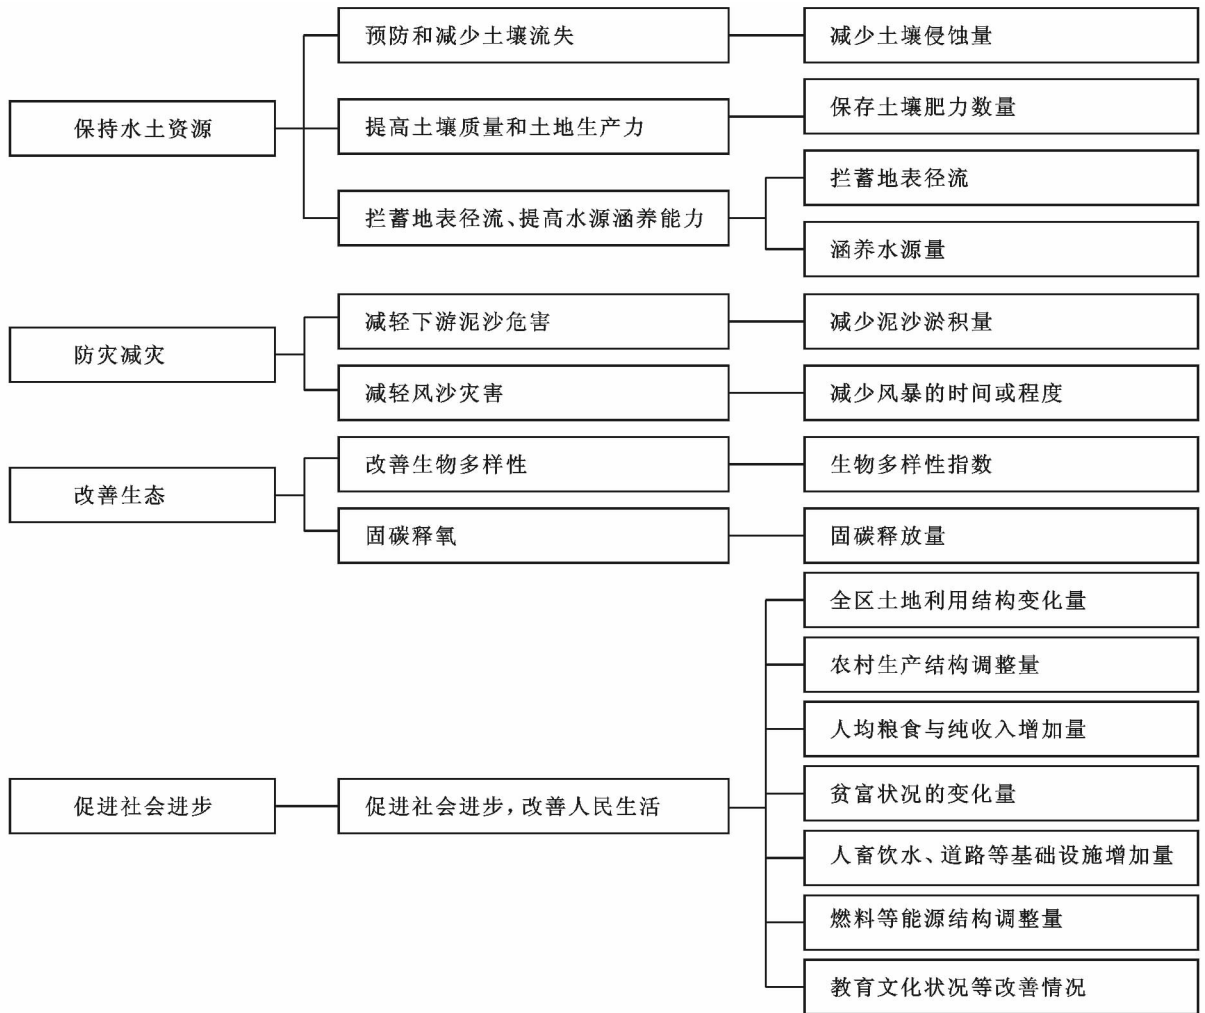 预防和减少土壤流失
减少土壤侵蚀量
保持水土资源
提高土壤质量和土地生产力
保存土壤肥力数量
拦蓄地表径流、提高水源涵养能力
拦蓄地表径流
涵养水源量
防灾减灾
减轻下游泥沙危害
减少泥沙淤积量
减轻风沙灾害
减少风暴的时间或程度
改善生态
改善生物多样性
生物多样性指数
固碳释氧
固碳释放量
促进社会进步
促进社会进步,改善人民生活
全区土地利用结构变化量
农村生产结构调整量
人均粮食与纯收入增加量
贫富状况的变化量
人畜饮水、道路等基础设施增加量
燃料等能源结构调整量
教育文化状况等改善情况